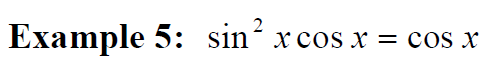 Example 5: sin² x cos x = cos x